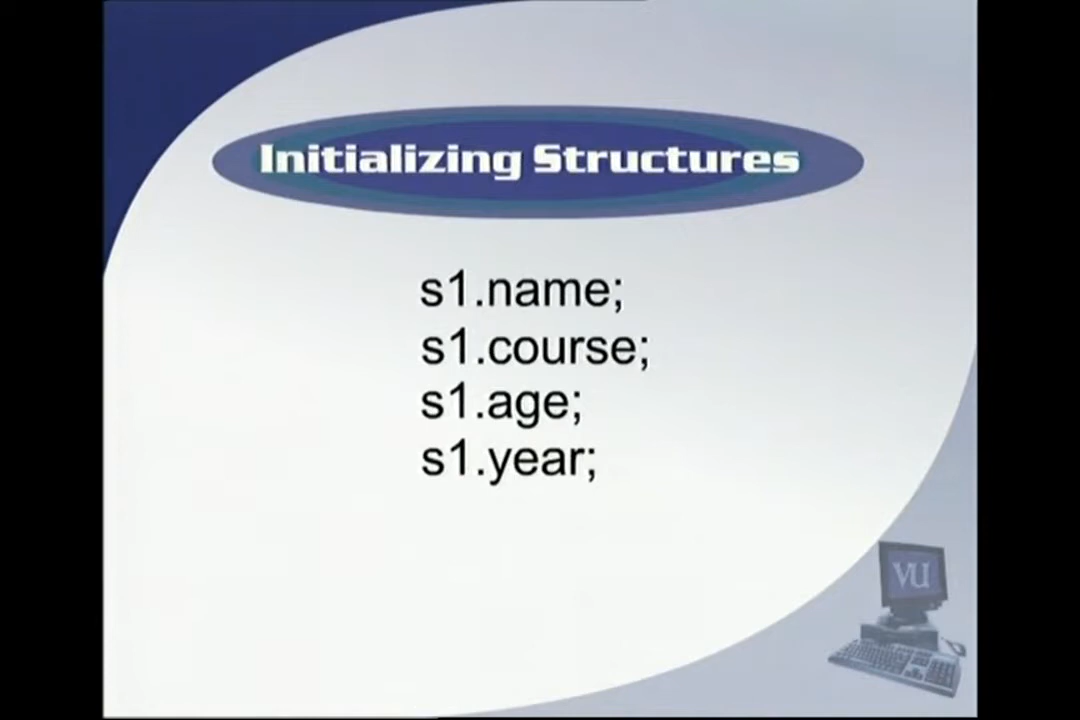 Initializing Structures
s1.name;
s1.course;
s1.age;
s1.year;
VU